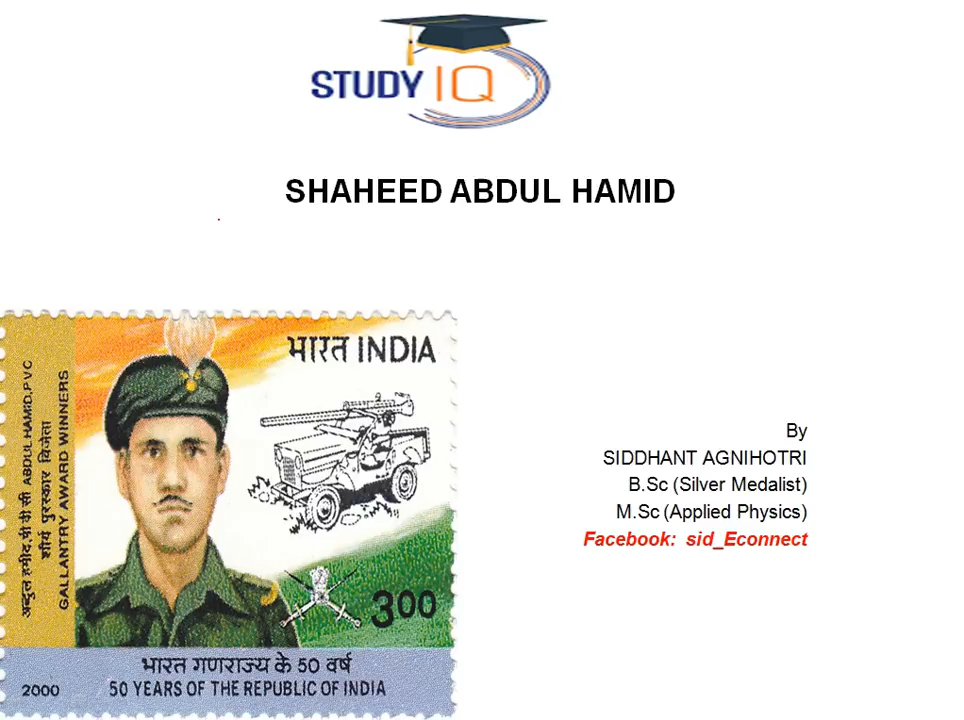 STUDY IQ
SHAHEED ABDUL HAMID
भारत INDIA
अब्दुल हमीद,पी वी सी ABDUL HAMID,PVC
शौर्य पुरस्कार विजेता
GALLANTRY AWARD WINNERS
3.00
भारत गणराज्य के 50 वर्ष
2000 50 YEARS OF THE REPUBLIC OF INDIA
By
SIDDHANT AGNIHOTRI
B.Sc (Silver Medalist)
M.Sc (Applied Physics)
Facebook: sid_Econnect